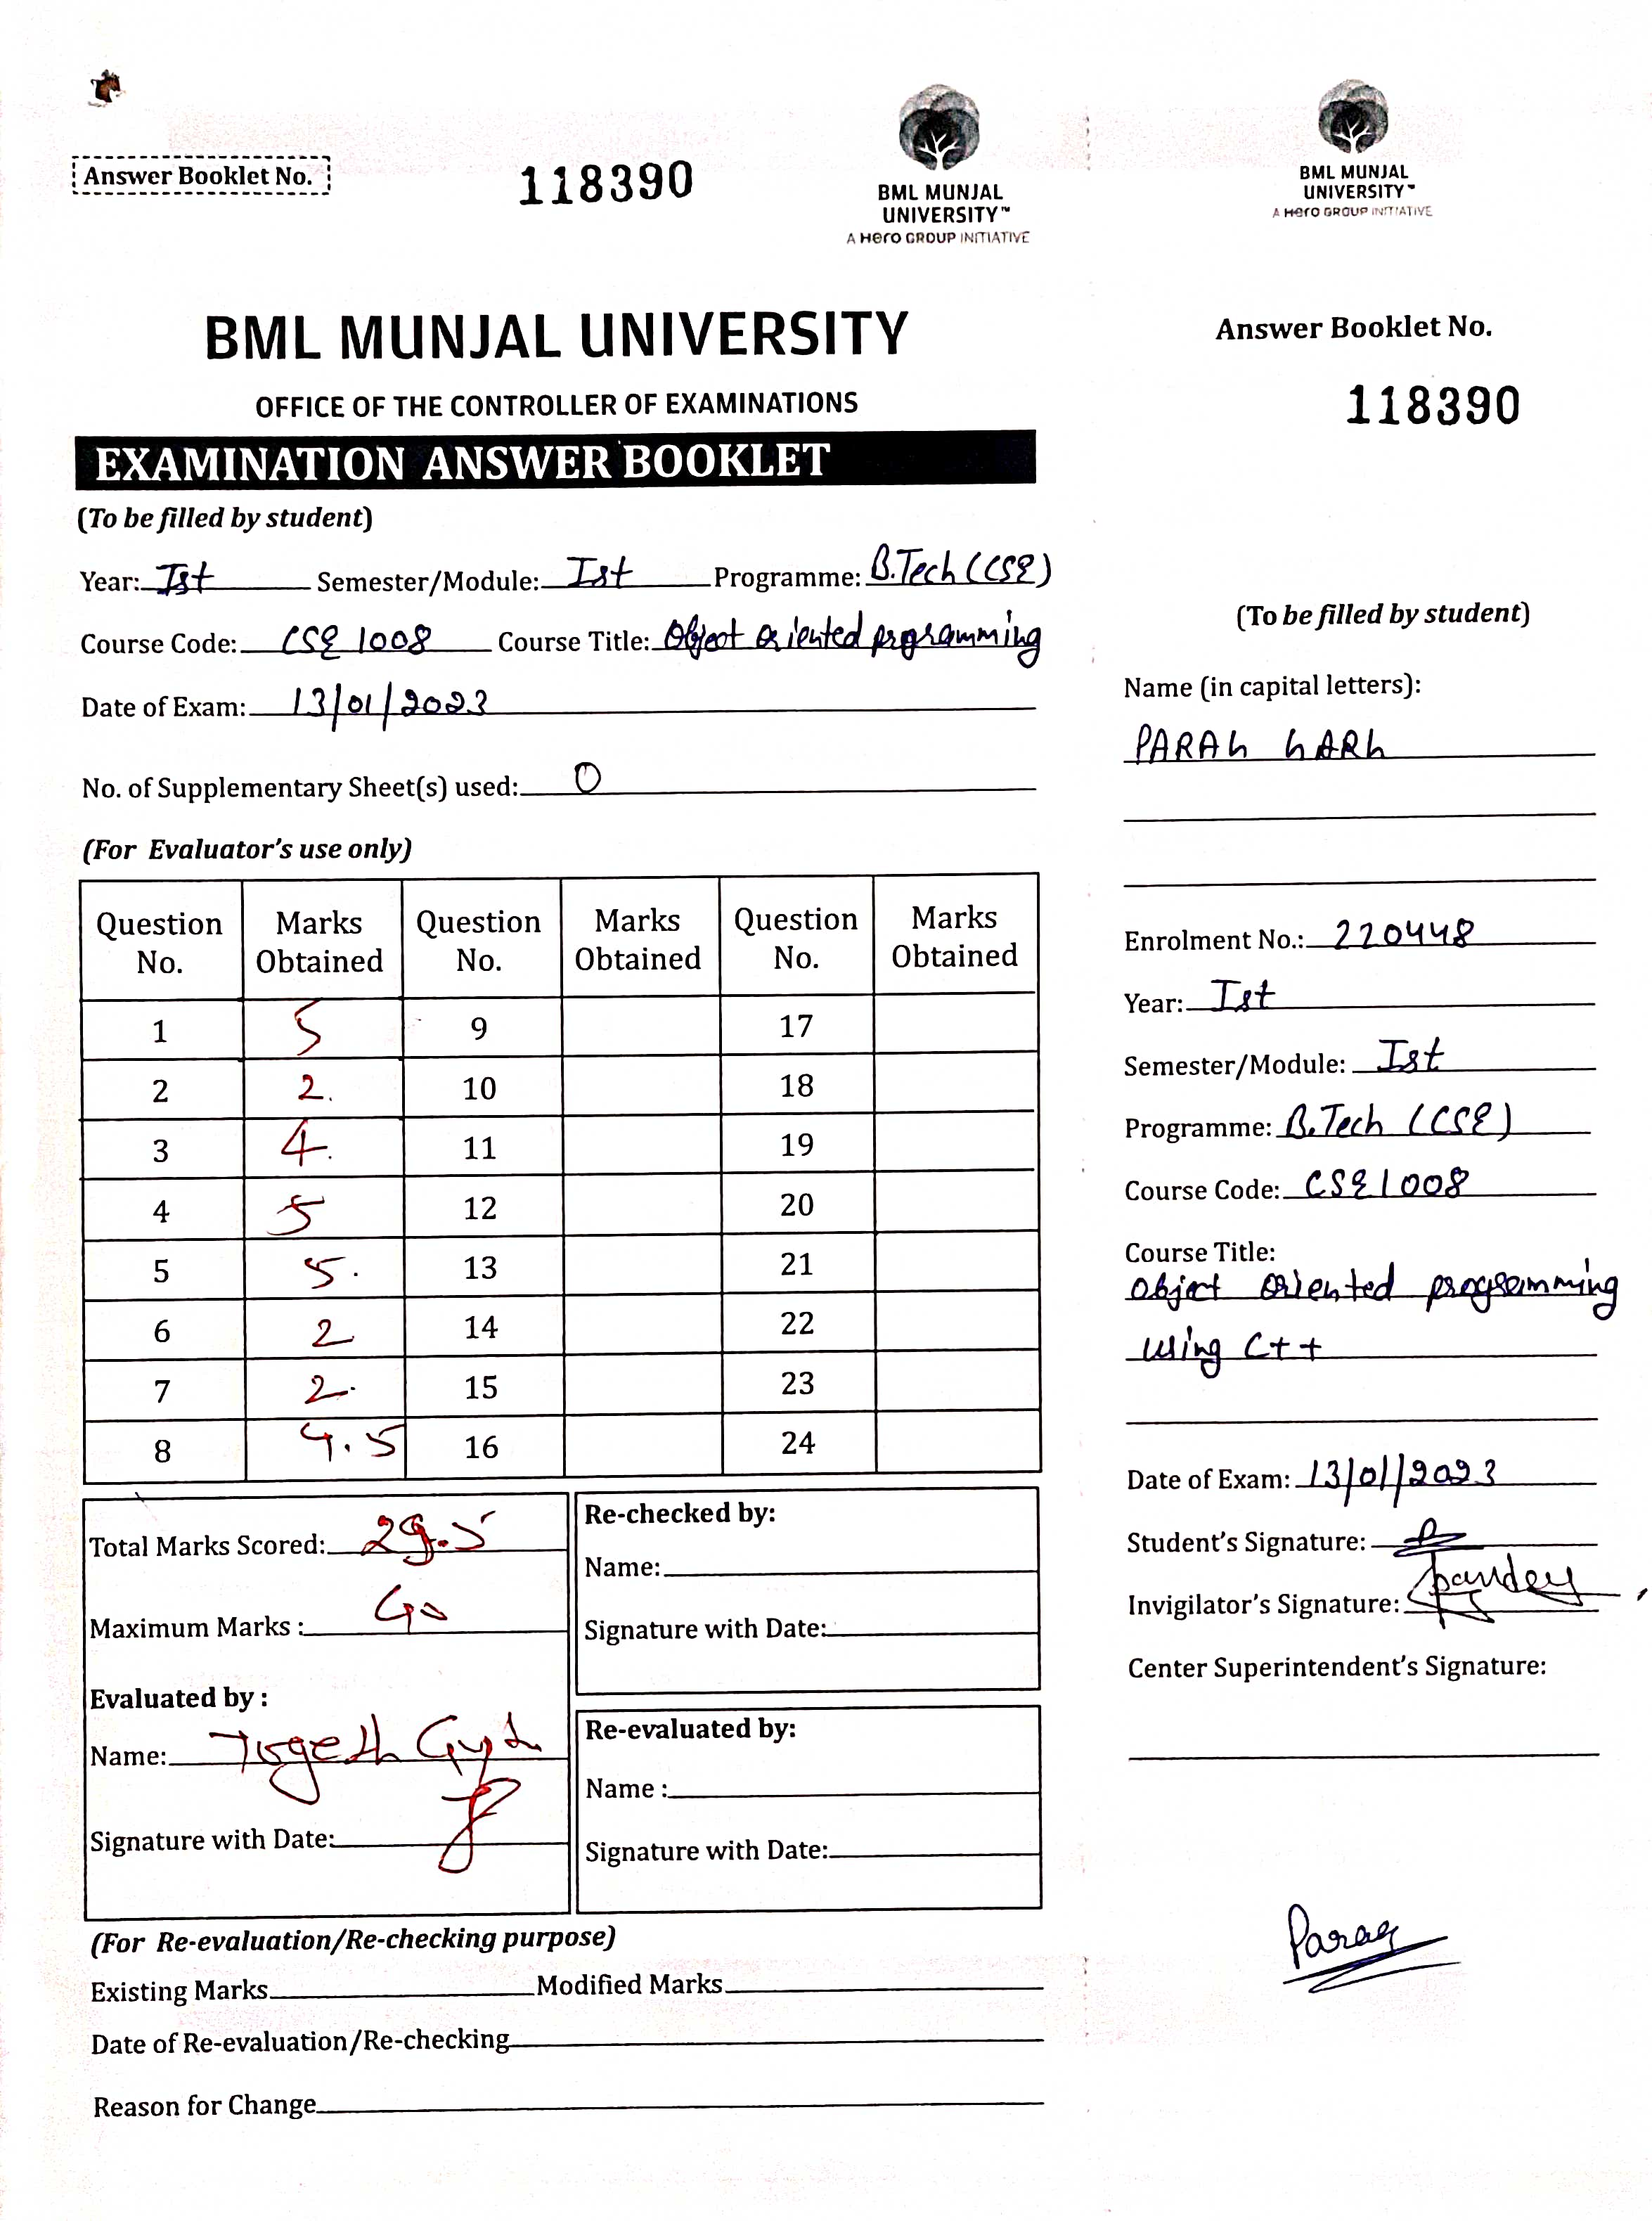 Answer Booklet No.
118390
BML MUNJAL
UNIVERSITY™
A Hero GROUP INITIATIVE
BML MUNJAL UNIVERSITY
OFFICE OF THE CONTROLLER OF EXAMINATIONS
EXAMINATION ANSWER BOOKLET
(To be filled by student)
Year: Ist Semester/Module: Ist Programme: B.Tech (CSE)
Course Code: CSE 1008 Course Title: Object oriented programming
Date of Exam: 13/01/2023
No. of Supplementary Sheet(s) used: 0
(For Evaluator's use only)
Question No. Marks Obtained Question No. Marks Obtained Question No. Marks Obtained
1 5 9 17
2 2. 10 18
3 4. 11 19
4 5 12 20
5 5. 13 21
6 2 14 22
7 2. 15 23
8 4.5 16 24
Total Marks Scored: 29.5
Maximum Marks : 40
Evaluated by :
Name:
Signature with Date:
Re-checked by:
Name:
Signature with Date:
Re-evaluated by:
Name :
Signature with Date:
(For Re-evaluation/Re-checking purpose)
Existing Marks Modified Marks
Date of Re-evaluation/Re-checking
Reason for Change
BML MUNJAL
UNIVERSITY™
A Hero GROUP INITIATIVE
Answer Booklet No.
118390
(To be filled by student)
Name (in capital letters):
PARAG GARG
Enrolment No.: 220448
Year: Ist
Semester/Module: Ist
Programme: B.Tech (CSE)
Course Code: CSE1008
Course Title:
Object oriented programming
using C++
Date of Exam: 13/01/2023
Student's Signature:
Invigilator's Signature: Pandey
Center Superintendent's Signature:
Parag